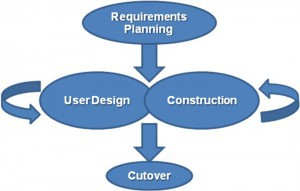 Requirements
Planning
User Design
Construction
Cutover